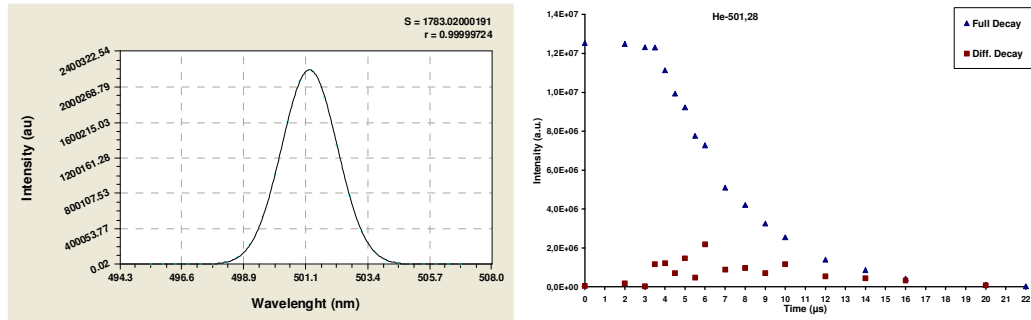 S = 1783.02000191
r = 0.99999724
Intensity (au)
2400322.54
2000268.79
1600215.03
1200161.28
800107.53
400053.77
0.02
494.3 496.6 498.9 501.1 503.4 505.7 508.0
Wavelenght (nm)
He-501,28
Full Decay
Diff. Decay
Intensity (a.u.)
1,4E+07
1,2E+07
1,0E+07
8,0E+06
6,0E+06
4,0E+06
2,0E+06
0,0E+00
0 1 2 3 4 5 6 7 8 9 10 11 12 13 14 15 16 17 18 19 20 21 22
Time (µs)